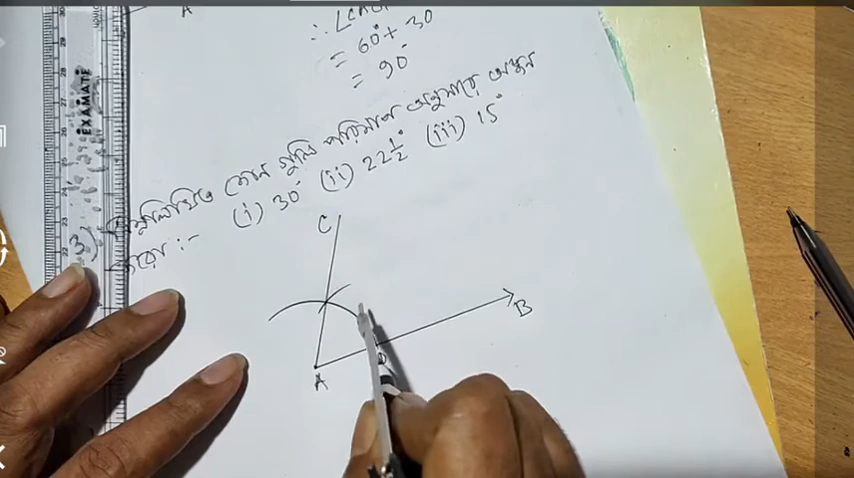 A
= 60°+ 30
= 90°
3) নিম্নলিখিত কোন গুলি পরিমাপ অনুসারে অঙ্কন
করো :- (i) 30° (ii) 22½° (iii) 15°
C
B
D
A
EXAMATE